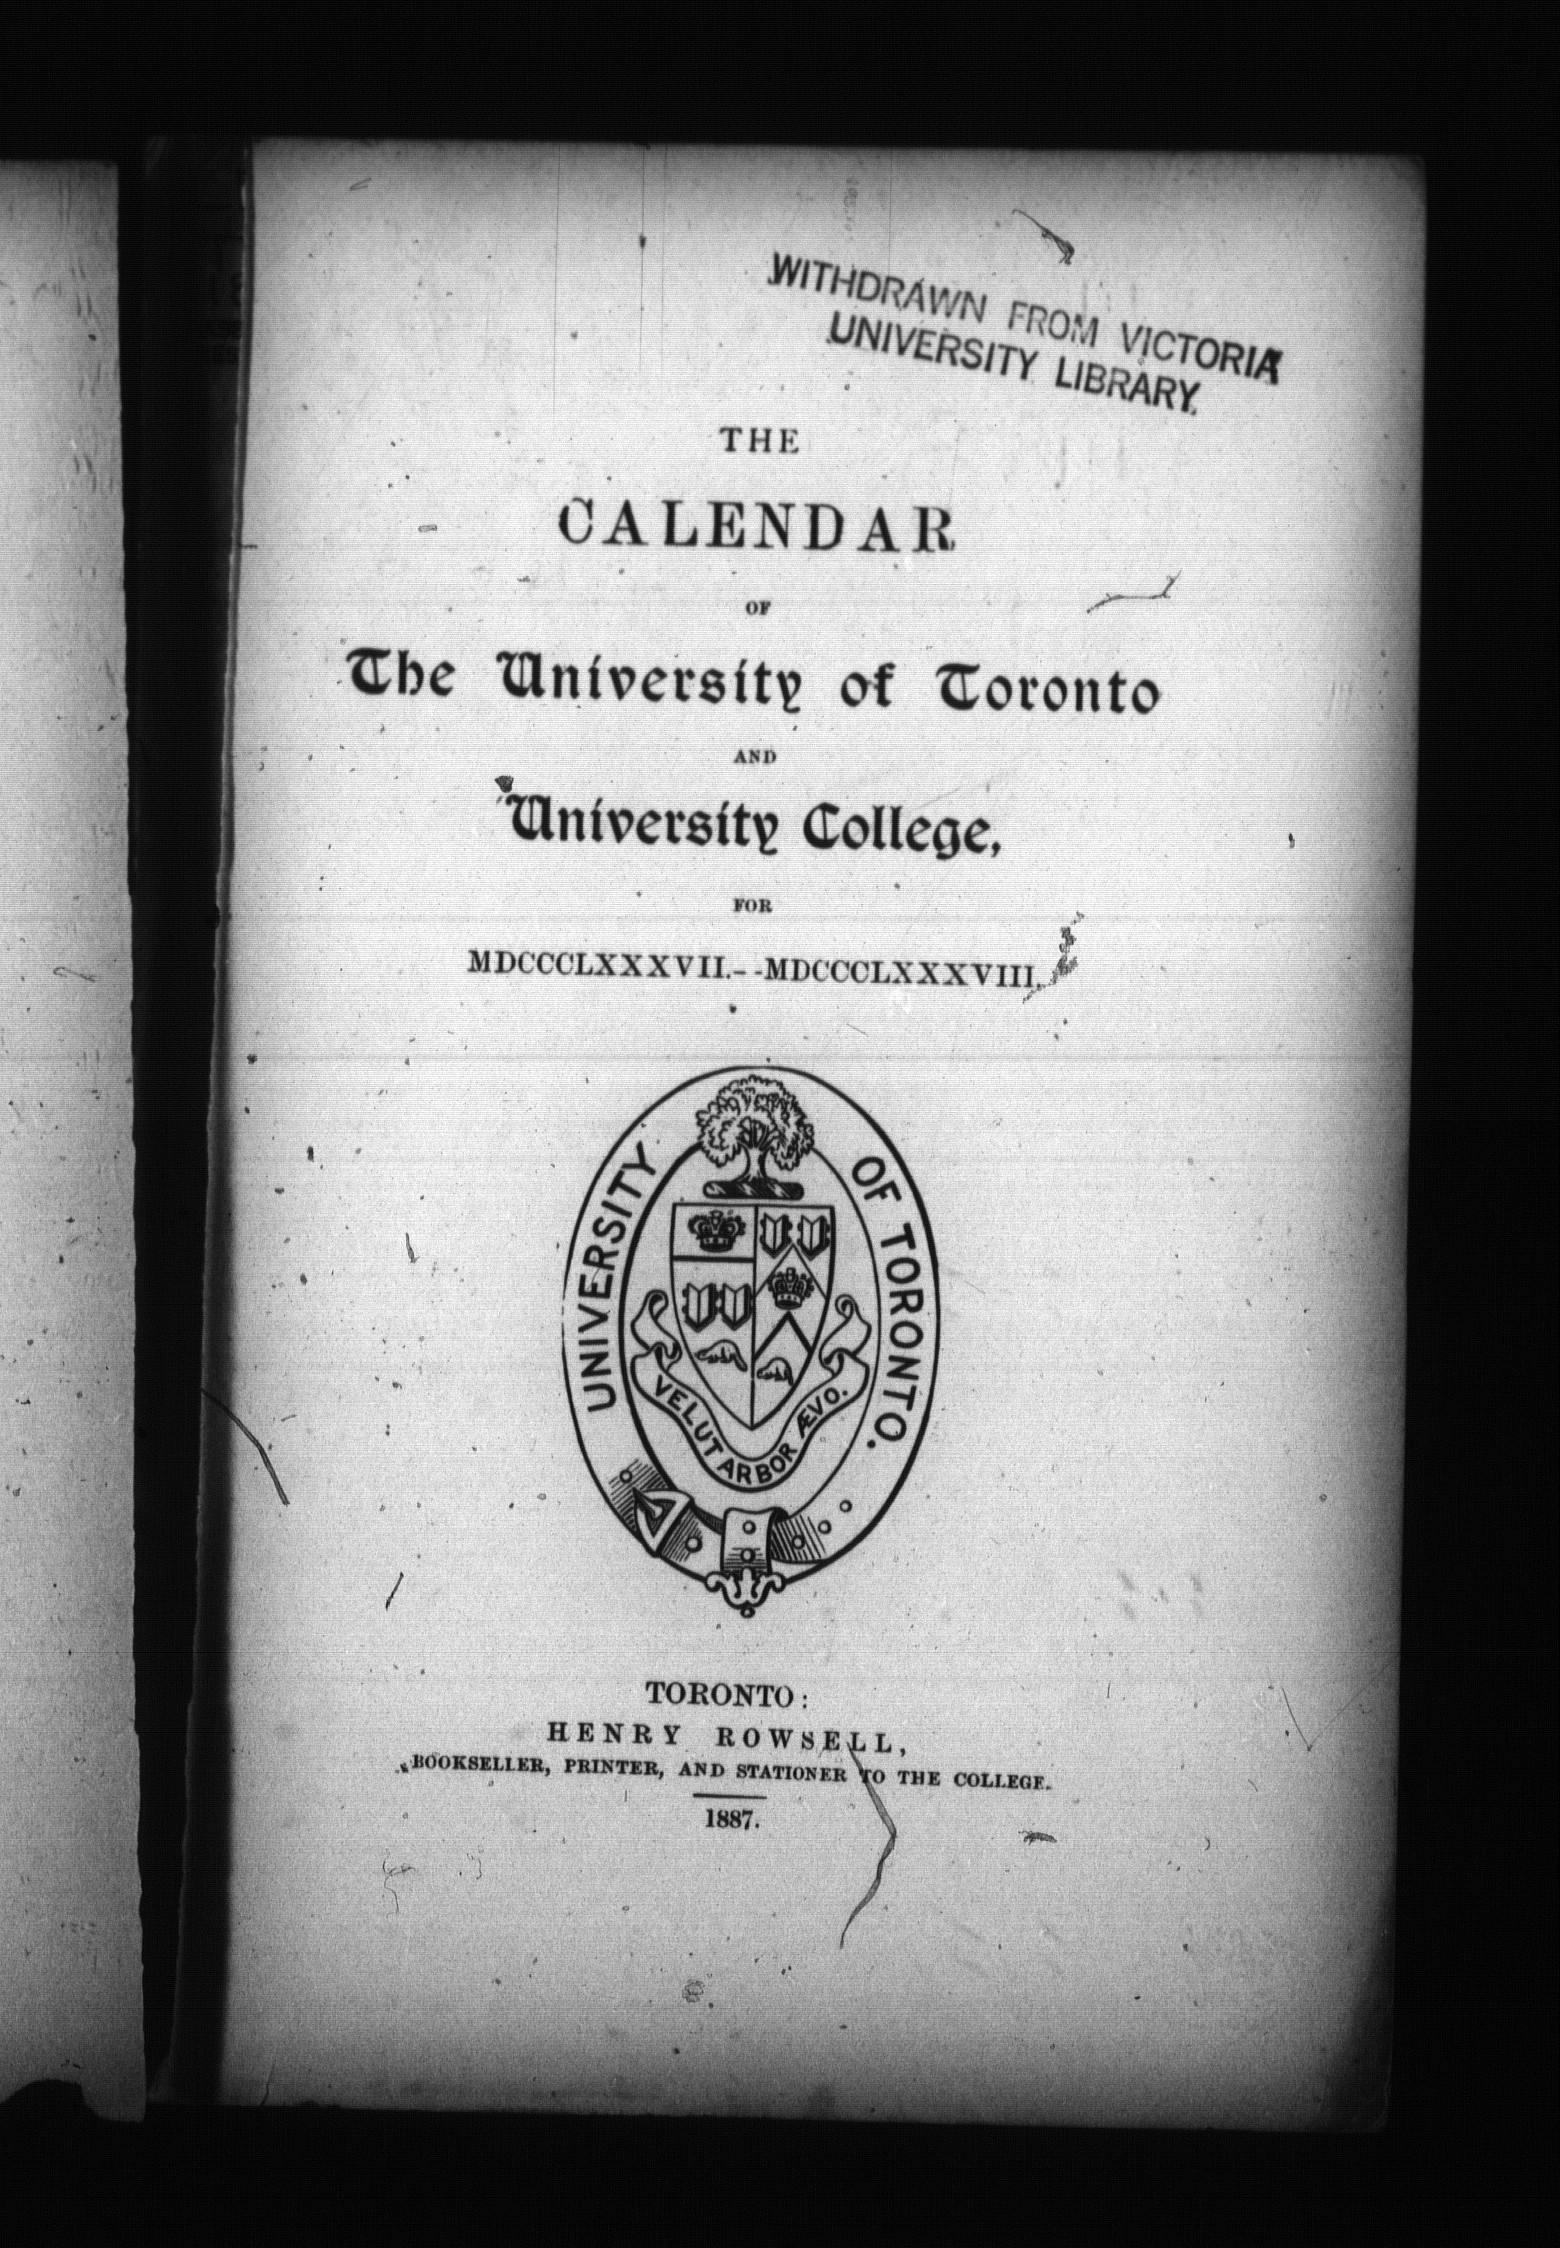 WITHDRAWN FROM VICTORIA
UNIVERSITY LIBRARY
THE
CALENDAR
OF
The University of Toronto
AND
University College,
FOR
MDCCCLXXXVII.--MDCCCLXXXVIII.
UNIVERSITY OF TORONTO.
VELUT ARBOR ÆVO.
TORONTO:
HENRY ROWSELL,
BOOKSELLER, PRINTER, AND STATIONER TO THE COLLEGE.
1887.